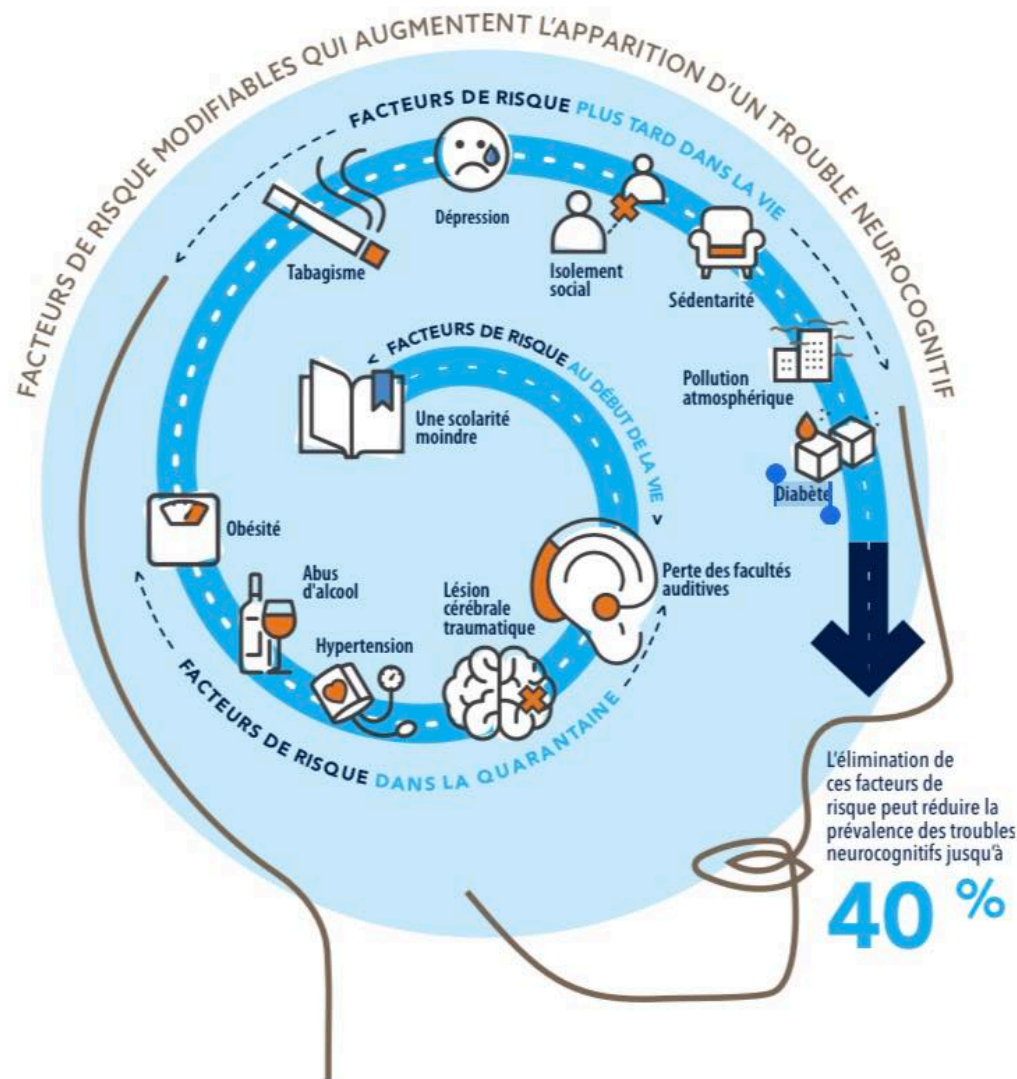 FACTEURS DE RISQUE MODIFIABLES QUI AUGMENTENT L'APPARITION D'UN TROUBLE NEUROCOGNITIF
FACTEURS DE RISQUE PLUS TARD DANS LA VIE
Dépression
Tabagisme
Isolement
social
Sédentarité
Pollution
atmosphérique
Diabète
FACTEURS DE RISQUE AU DÉBUT DE LA VIE
Une scolarité
moindre
Perte des facultés
auditives
Lésion
cérébrale
traumatique
Hypertension
Abus
d'alcool
Obésité
FACTEURS DE RISQUE DANS LA QUARANTAINE
L'élimination de
ces facteurs de
risque peut réduire la
prévalence des troubles
neurocognitifs jusqu'à
40 %